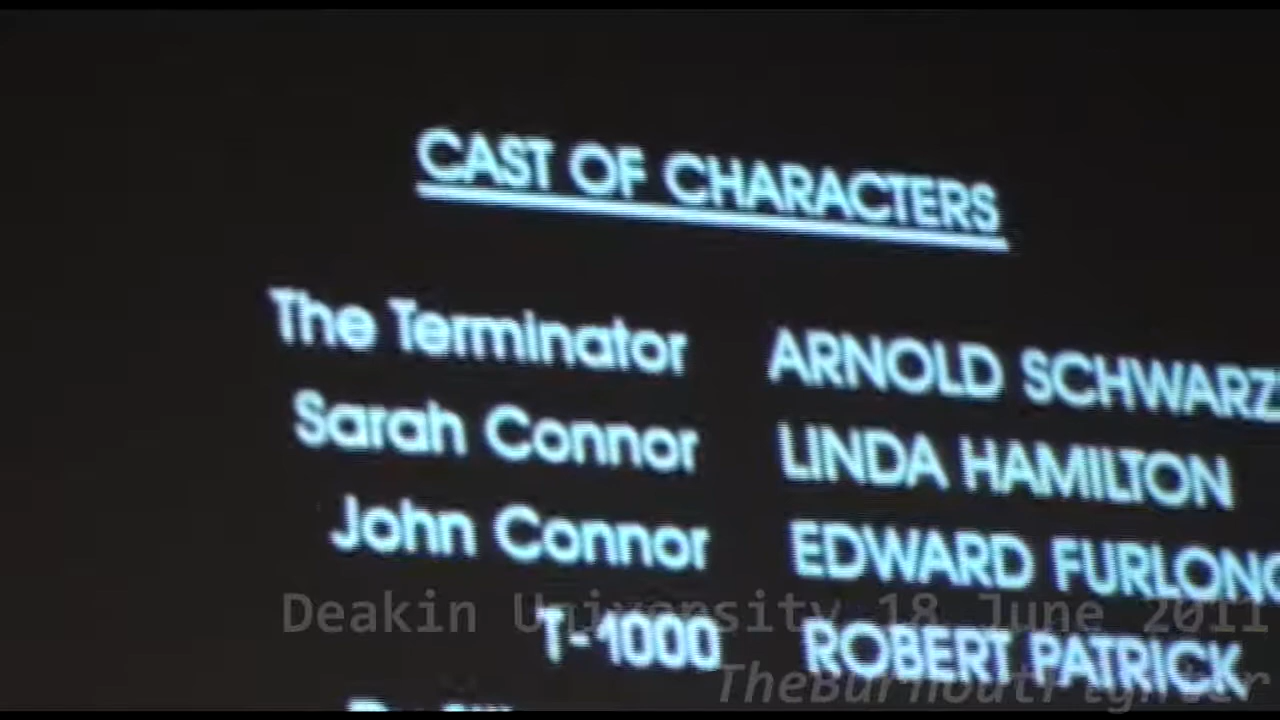 CAST OF CHARACTERS
The Terminator ARNOLD SCHWARZ
Sarah Connor LINDA HAMILTON
John Connor EDWARD FURLONG
T-1000 ROBERT PATRICK
Deakin University 18 June 2011
TheBurnoutFighter